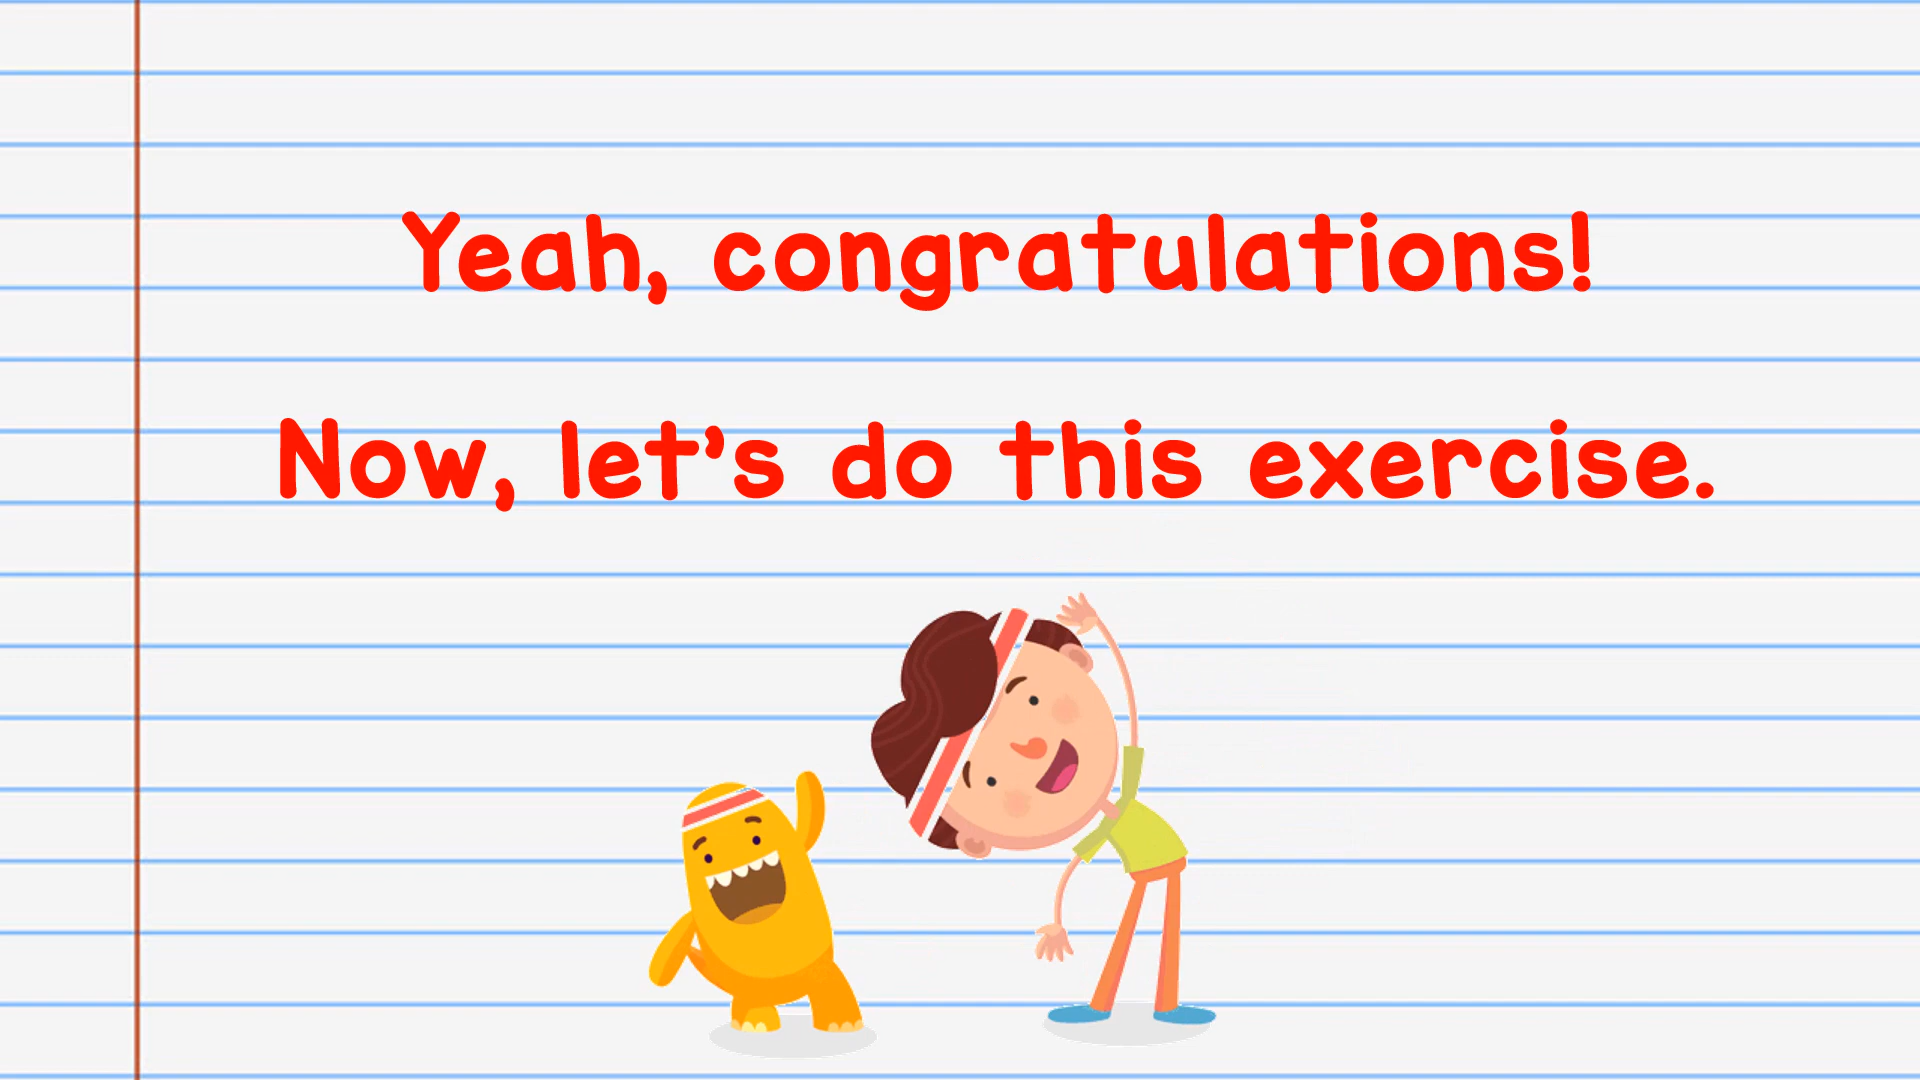 Yeah, congratulations!
Now, let's do this exercise.